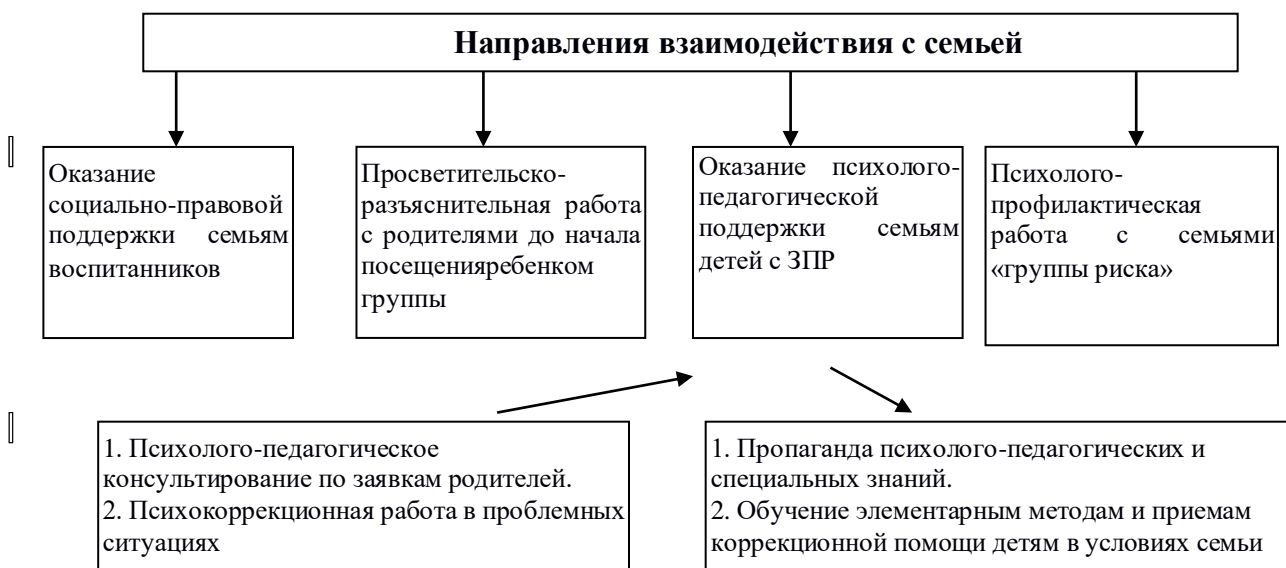 Направления взаимодействия с семьей
Оказание
социально-правовой
поддержки семьям
воспитанников
Просветительско-
разъяснительная работа
с родителями до начала
посещенияребенком
группы
Оказание психолого-
педагогической
поддержки семьям
детей с ЗПР
Психолого-
профилактическая
работа с семьями
«группы риска»
1. Психолого-педагогическое
консультирование по заявкам родителей.
2. Психокоррекционная работа в проблемных
ситуациях
1. Пропаганда психолого-педагогических и
специальных знаний.
2. Обучение элементарным методам и приемам
коррекционной помощи детям в условиях семьи